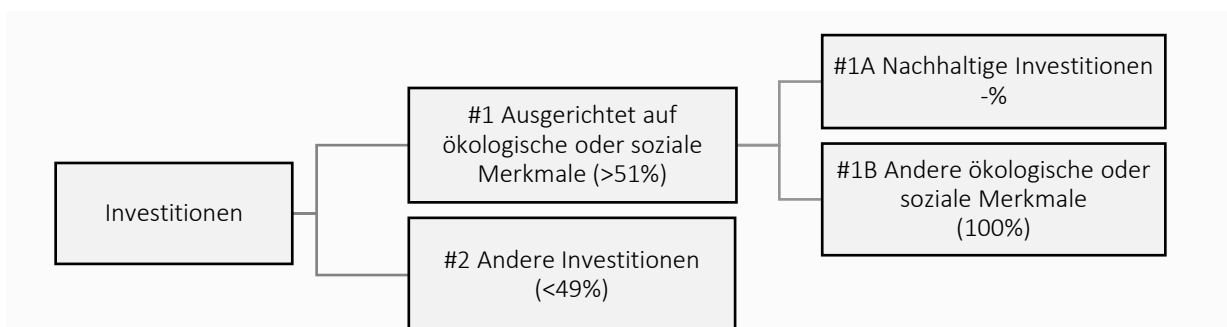 Investitionen
#1 Ausgerichtet auf
ökologische oder soziale
Merkmale (>51%)
#2 Andere Investitionen
(<49%)
#1A Nachhaltige Investitionen
-%
#1B Andere ökologische oder
soziale Merkmale
(100%)